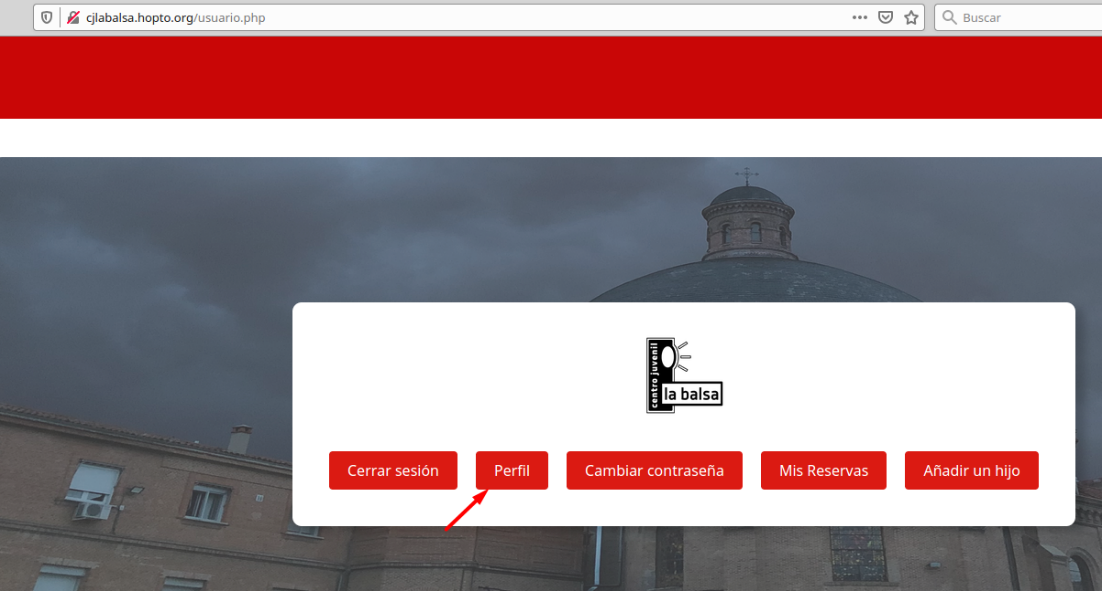 cjlabalsa.hopto.org/usuario.php
Buscar
centro juvenil
la balsa
Cerrar sesión
Perfil
Cambiar contraseña
Mis Reservas
Añadir un hijo